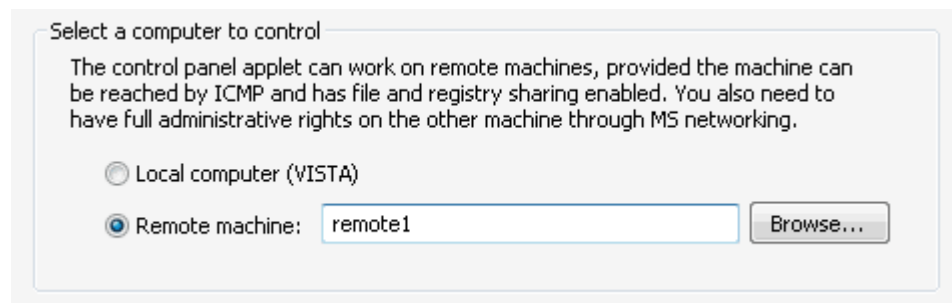 Select a computer to control
The control panel applet can work on remote machines, provided the machine can
be reached by ICMP and has file and registry sharing enabled. You also need to
have full administrative rights on the other machine through MS networking.
Local computer (VISTA)
Remote machine: remote1 Browse...